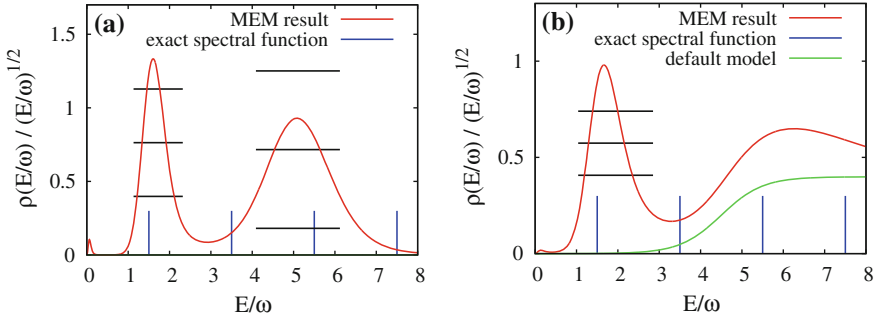 (a)
MEM result
exact spectral function
1.5
1
0.5
0
0 1 2 3 4 5 6 7 8
E/ω
ρ(E/ω) / (E/ω)^1/2
(b)
MEM result
exact spectral function
default model
1
0.5
0
0 1 2 3 4 5 6 7 8
E/ω
ρ(E/ω) / (E/ω)^1/2